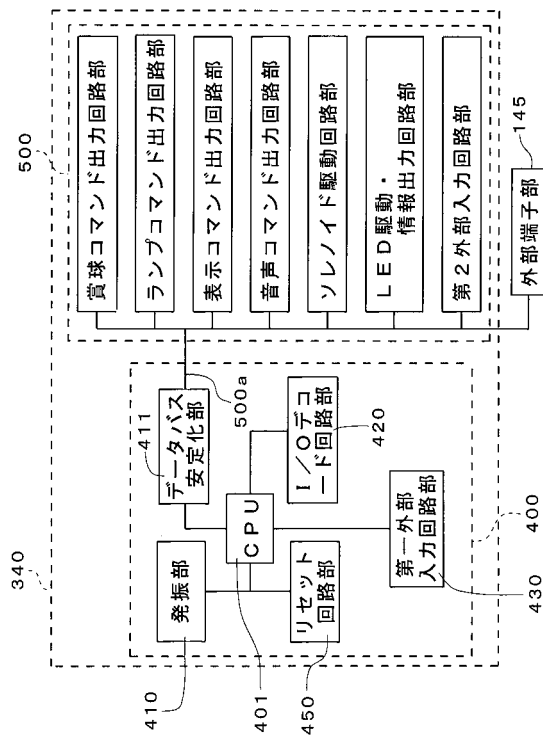 340
500
賞球コマンド出力回路部
ランプコマンド出力回路部
表示コマンド出力回路部
音声コマンド出力回路部
ソレノイド駆動回路部
LED駆動・
情報出力回路部
第2外部入力回路部
145
外部端子部
411
データバス
安定化部
500a
I/Oデコ
ード回路部
420
CPU
401
発振部
410
リセット
回路部
450
第一外部
入力回路部
430
400